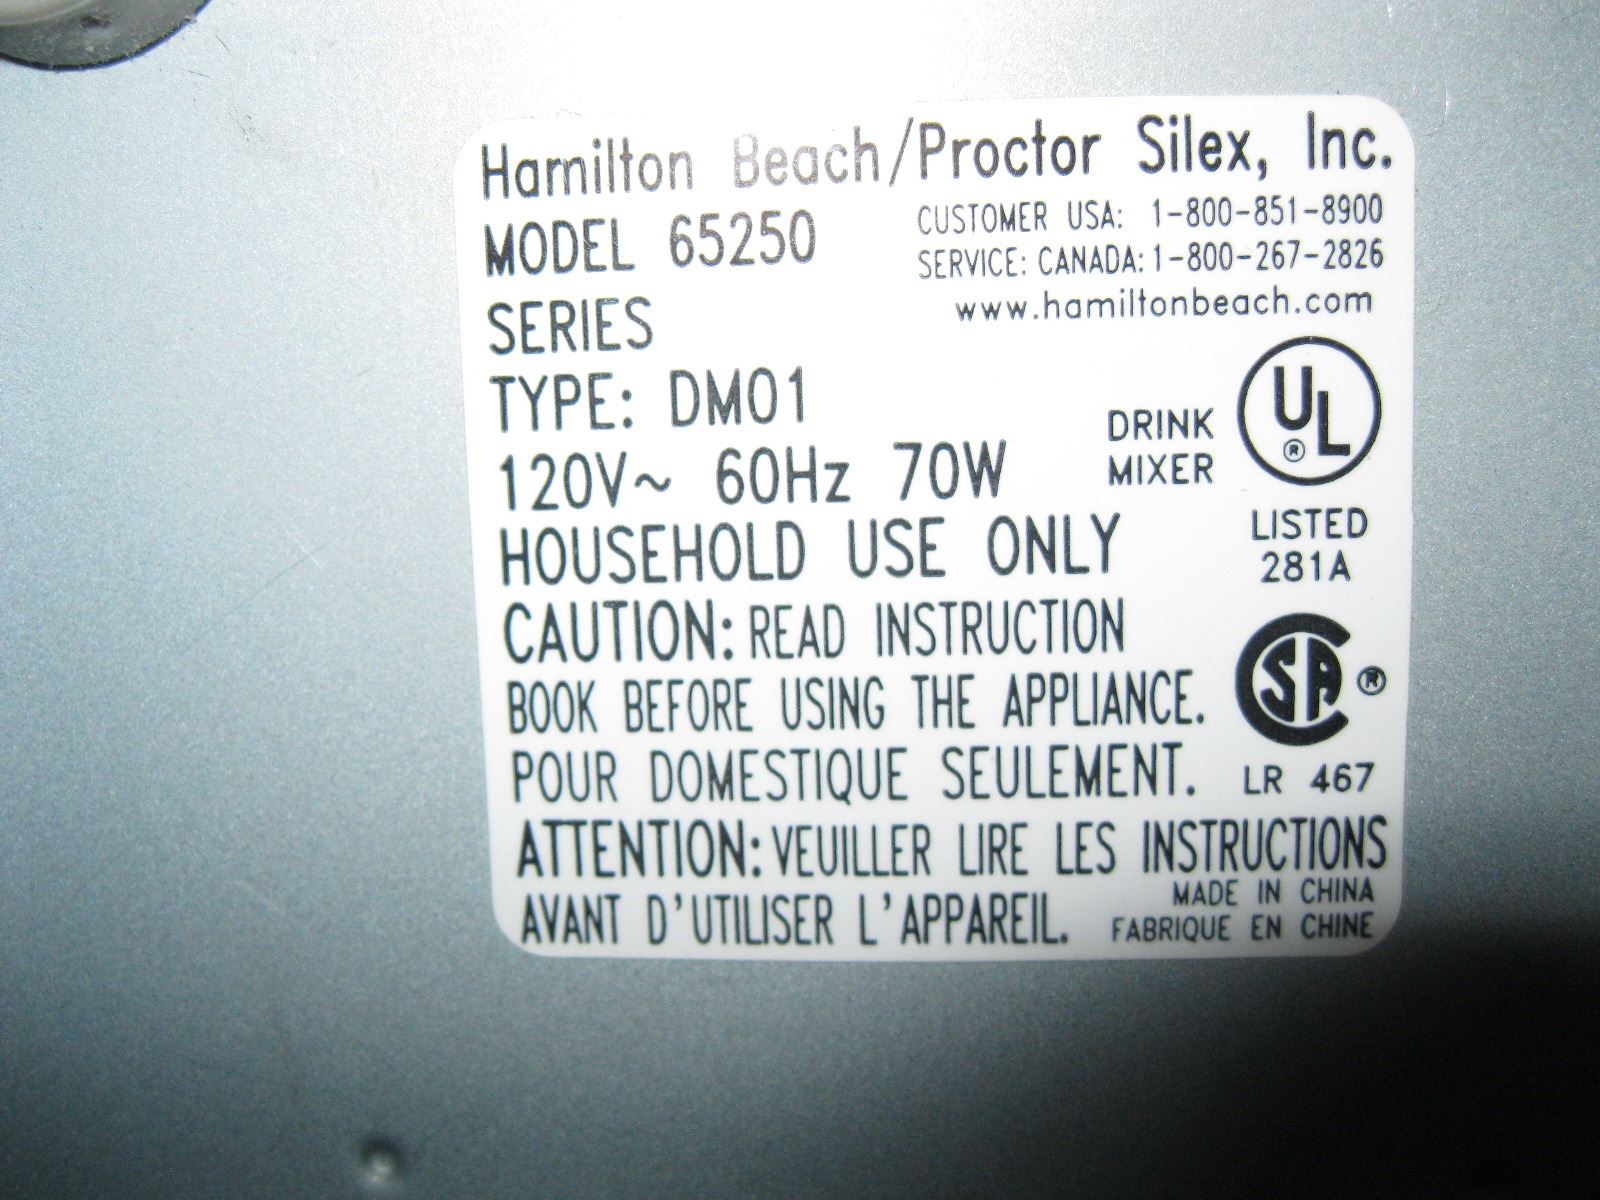 Hamilton Beach/Proctor Silex, Inc.
MODEL 65250
CUSTOMER USA: 1-800-851-8900
SERVICE: CANADA: 1-800-267-2826
www.hamiltonbeach.com
SERIES
TYPE: DM01
120V~ 60Hz 70W
DRINK
MIXER
UL
®
LISTED
281A
HOUSEHOLD USE ONLY
CAUTION: READ INSTRUCTION
BOOK BEFORE USING THE APPLIANCE.
CSA ®
LR 467
POUR DOMESTIQUE SEULEMENT.
ATTENTION: VEUILLER LIRE LES INSTRUCTIONS
AVANT D'UTILISER L'APPAREIL.
MADE IN CHINA
FABRIQUE EN CHINE